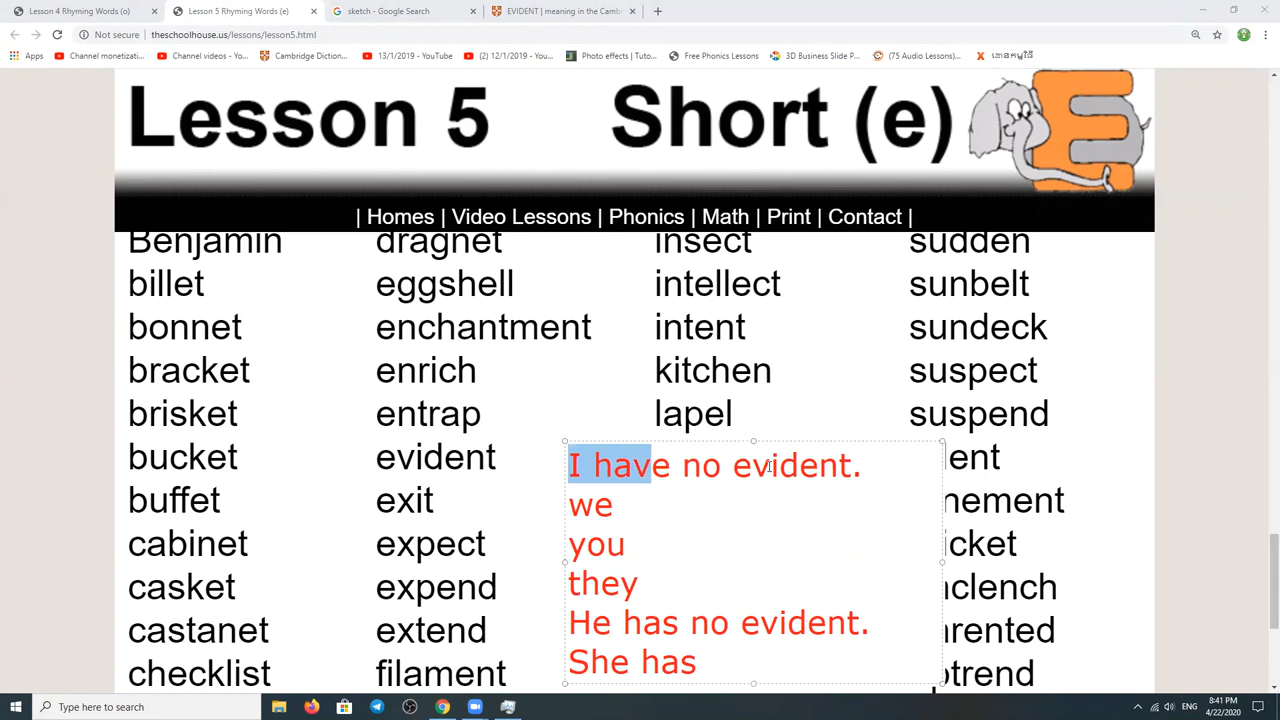 Lesson 4 Rhyming Words (o)
Lesson 5 Rhyming Words (e)
sketch - Google Search
EVIDENT | meaning in the Camb
Not secure | theschoolhouse.us/lessons/lesson5.html
Apps
Channel monetizati...
Channel videos - Yo...
Cambridge Diction...
13/1/2019 - YouTube
(2) 12/1/2019 - You...
Photo effects | Tuto...
Free Phonics Lessons
3D Business Slide P...
(75 Audio Lessons)...
Lesson 5 Short (e)
E
| Homes | Video Lessons | Phonics | Math | Print | Contact |
Benjamin dragnet insect sudden
billet eggshell intellect sunbelt
bonnet enchantment intent sundeck
bracket enrich kitchen suspect
brisket entrap lapel suspend
bucket evident
buffet exit
cabinet expect
casket expend
castanet extend
checklist filament
I have no evident.
we
you
they
He has no evident.
She has
ent
nement
icket
nclench
rented
trend
Type here to search
ENG
8:41 PM
4/22/2020